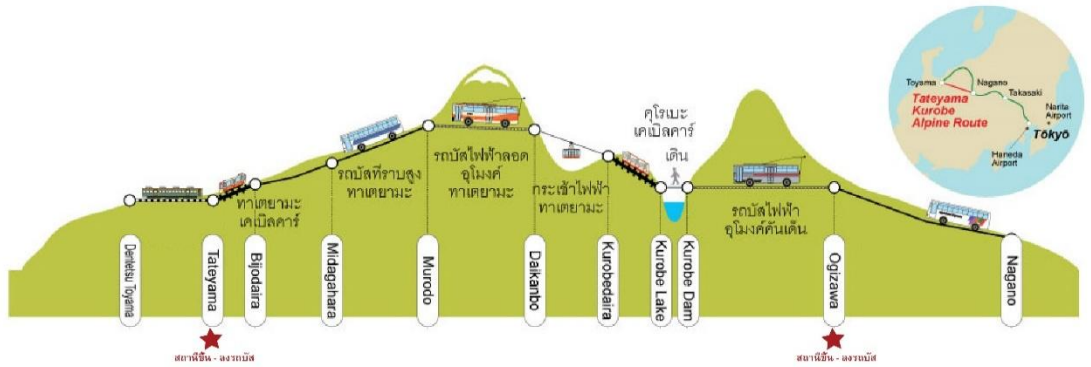 Toyama
Nagano
Takasaki
Narita
Airport
Tateyama
Kurobe
Alpine Route
Tōkyō
Haneda
Airport
คุโรเบะ
เคเบิลคาร์
เดิน
รถบัสที่ราบสูง
ทาเตยามะ
รถบัสไฟฟ้าลอด
อุโมงค์
ทาเตยามะ
กระเช้าไฟฟ้า
ทาเตยามะ
ทาเตยามะ
เคเบิลคาร์
รถบัสไฟฟ้า
อุโมงค์คันเด็น
Dentetsu Toyama
Tateyama
Bijodaira
Midagahara
Murodo
Daikanbo
Kurobedaira
Kurobe Lake
Kurobe Dam
Ogizawa
Nagano
สถานีขึ้น - ลงรถบัส
สถานีขึ้น - ลงรถบัส